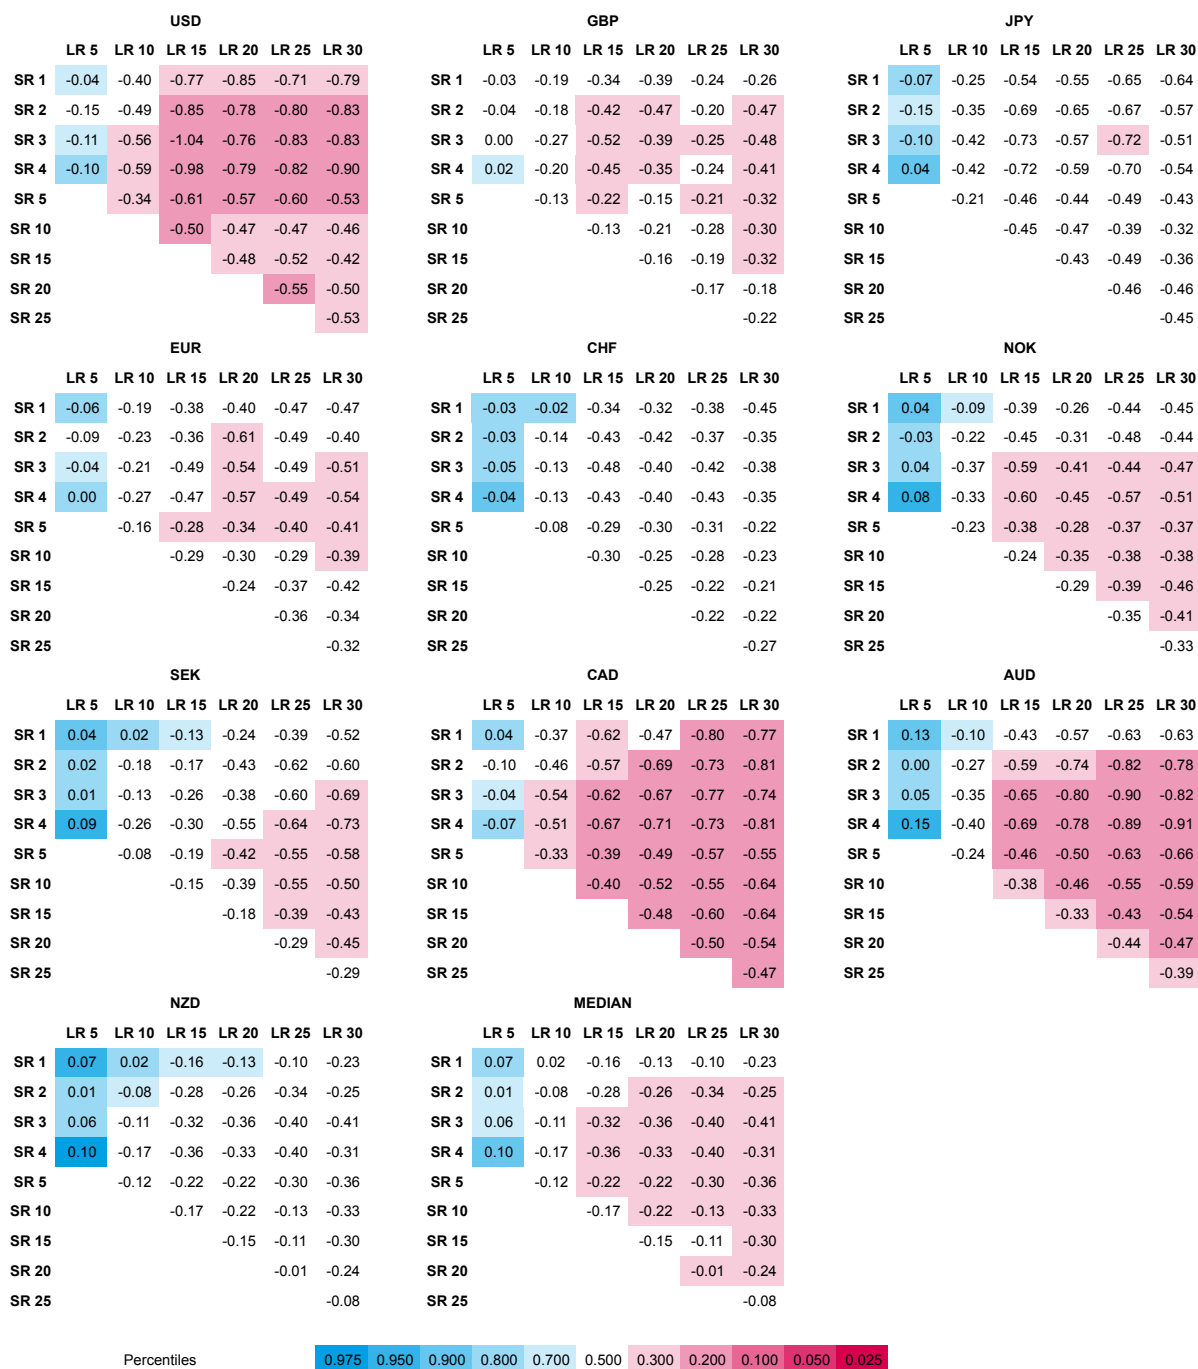 USD GBP JPY
LR 5 LR 10 LR 15 LR 20 LR 25 LR 30 LR 5 LR 10 LR 15 LR 20 LR 25 LR 30 LR 5 LR 10 LR 15 LR 20 LR 25 LR 30
SR 1 -0.04 -0.40 -0.77 -0.85 -0.71 -0.79 SR 1 -0.03 -0.19 -0.34 -0.39 -0.24 -0.26 SR 1 -0.07 -0.25 -0.54 -0.55 -0.65 -0.64
SR 2 -0.15 -0.49 -0.85 -0.78 -0.80 -0.83 SR 2 -0.04 -0.18 -0.42 -0.47 -0.20 -0.47 SR 2 -0.15 -0.35 -0.69 -0.65 -0.67 -0.57
SR 3 -0.11 -0.56 -1.04 -0.76 -0.83 -0.83 SR 3 0.00 -0.27 -0.52 -0.39 -0.25 -0.48 SR 3 -0.10 -0.42 -0.73 -0.57 -0.72 -0.51
SR 4 -0.10 -0.59 -0.98 -0.79 -0.82 -0.90 SR 4 0.02 -0.20 -0.45 -0.35 -0.24 -0.41 SR 4 0.04 -0.42 -0.72 -0.59 -0.70 -0.54
SR 5 -0.34 -0.61 -0.57 -0.60 -0.53 SR 5 -0.13 -0.22 -0.15 -0.21 -0.32 SR 5 -0.21 -0.46 -0.44 -0.49 -0.43
SR 10 -0.50 -0.47 -0.47 -0.46 SR 10 -0.13 -0.21 -0.28 -0.30 SR 10 -0.45 -0.47 -0.39 -0.32
SR 15 -0.48 -0.52 -0.42 SR 15 -0.16 -0.19 -0.32 SR 15 -0.43 -0.49 -0.36
SR 20 -0.55 -0.50 SR 20 -0.17 -0.18 SR 20 -0.46 -0.46
SR 25 -0.53 SR 25 -0.22 SR 25 -0.45
EUR CHF NOK
LR 5 LR 10 LR 15 LR 20 LR 25 LR 30 LR 5 LR 10 LR 15 LR 20 LR 25 LR 30 LR 5 LR 10 LR 15 LR 20 LR 25 LR 30
SR 1 -0.06 -0.19 -0.38 -0.40 -0.47 -0.47 SR 1 -0.03 -0.02 -0.34 -0.32 -0.38 -0.45 SR 1 0.04 -0.09 -0.39 -0.26 -0.44 -0.45
SR 2 -0.09 -0.23 -0.36 -0.61 -0.49 -0.40 SR 2 -0.03 -0.14 -0.43 -0.42 -0.37 -0.35 SR 2 -0.03 -0.22 -0.45 -0.31 -0.48 -0.44
SR 3 -0.04 -0.21 -0.49 -0.54 -0.49 -0.51 SR 3 -0.05 -0.13 -0.48 -0.40 -0.42 -0.38 SR 3 0.04 -0.37 -0.59 -0.41 -0.44 -0.47
SR 4 0.00 -0.27 -0.47 -0.57 -0.49 -0.54 SR 4 -0.04 -0.13 -0.43 -0.40 -0.43 -0.35 SR 4 0.08 -0.33 -0.60 -0.45 -0.57 -0.51
SR 5 -0.16 -0.28 -0.34 -0.40 -0.41 SR 5 -0.08 -0.29 -0.30 -0.31 -0.22 SR 5 -0.23 -0.38 -0.28 -0.37 -0.37
SR 10 -0.29 -0.30 -0.29 -0.39 SR 10 -0.30 -0.25 -0.28 -0.23 SR 10 -0.24 -0.35 -0.38 -0.38
SR 15 -0.24 -0.37 -0.42 SR 15 -0.25 -0.22 -0.21 SR 15 -0.29 -0.39 -0.46
SR 20 -0.36 -0.34 SR 20 -0.22 -0.22 SR 20 -0.35 -0.41
SR 25 -0.32 SR 25 -0.27 SR 25 -0.33
SEK CAD AUD
LR 5 LR 10 LR 15 LR 20 LR 25 LR 30 LR 5 LR 10 LR 15 LR 20 LR 25 LR 30 LR 5 LR 10 LR 15 LR 20 LR 25 LR 30
SR 1 0.04 0.02 -0.13 -0.24 -0.39 -0.52 SR 1 0.04 -0.37 -0.62 -0.47 -0.80 -0.77 SR 1 0.13 -0.10 -0.43 -0.57 -0.63 -0.63
SR 2 0.02 -0.18 -0.17 -0.43 -0.62 -0.60 SR 2 -0.10 -0.46 -0.57 -0.69 -0.73 -0.81 SR 2 0.00 -0.27 -0.59 -0.74 -0.82 -0.78
SR 3 0.01 -0.13 -0.26 -0.38 -0.60 -0.69 SR 3 -0.04 -0.54 -0.62 -0.67 -0.77 -0.74 SR 3 0.05 -0.35 -0.65 -0.80 -0.90 -0.82
SR 4 0.09 -0.26 -0.30 -0.55 -0.64 -0.73 SR 4 -0.07 -0.51 -0.67 -0.71 -0.73 -0.81 SR 4 0.15 -0.40 -0.69 -0.78 -0.89 -0.91
SR 5 -0.08 -0.19 -0.42 -0.55 -0.58 SR 5 -0.33 -0.39 -0.49 -0.57 -0.55 SR 5 -0.24 -0.46 -0.50 -0.63 -0.66
SR 10 -0.15 -0.39 -0.55 -0.50 SR 10 -0.40 -0.52 -0.55 -0.64 SR 10 -0.38 -0.46 -0.55 -0.59
SR 15 -0.18 -0.39 -0.43 SR 15 -0.48 -0.60 -0.64 SR 15 -0.33 -0.43 -0.54
SR 20 -0.29 -0.45 SR 20 -0.50 -0.54 SR 20 -0.44 -0.47
SR 25 -0.29 SR 25 -0.47 SR 25 -0.39
NZD MEDIAN
LR 5 LR 10 LR 15 LR 20 LR 25 LR 30 LR 5 LR 10 LR 15 LR 20 LR 25 LR 30
SR 1 0.07 0.02 -0.16 -0.13 -0.10 -0.23 SR 1 0.07 0.02 -0.16 -0.13 -0.10 -0.23
SR 2 0.01 -0.08 -0.28 -0.26 -0.34 -0.25 SR 2 0.01 -0.08 -0.28 -0.26 -0.34 -0.25
SR 3 0.06 -0.11 -0.32 -0.36 -0.40 -0.41 SR 3 0.06 -0.11 -0.32 -0.36 -0.40 -0.41
SR 4 0.10 -0.17 -0.36 -0.33 -0.40 -0.31 SR 4 0.10 -0.17 -0.36 -0.33 -0.40 -0.31
SR 5 -0.12 -0.22 -0.22 -0.30 -0.36 SR 5 -0.12 -0.22 -0.22 -0.30 -0.36
SR 10 -0.17 -0.22 -0.13 -0.33 SR 10 -0.17 -0.22 -0.13 -0.33
SR 15 -0.15 -0.11 -0.30 SR 15 -0.15 -0.11 -0.30
SR 20 -0.01 -0.24 SR 20 -0.01 -0.24
SR 25 -0.08 SR 25 -0.08
Percentiles 0.975 0.950 0.900 0.800 0.700 0.500 0.300 0.200 0.100 0.050 0.025